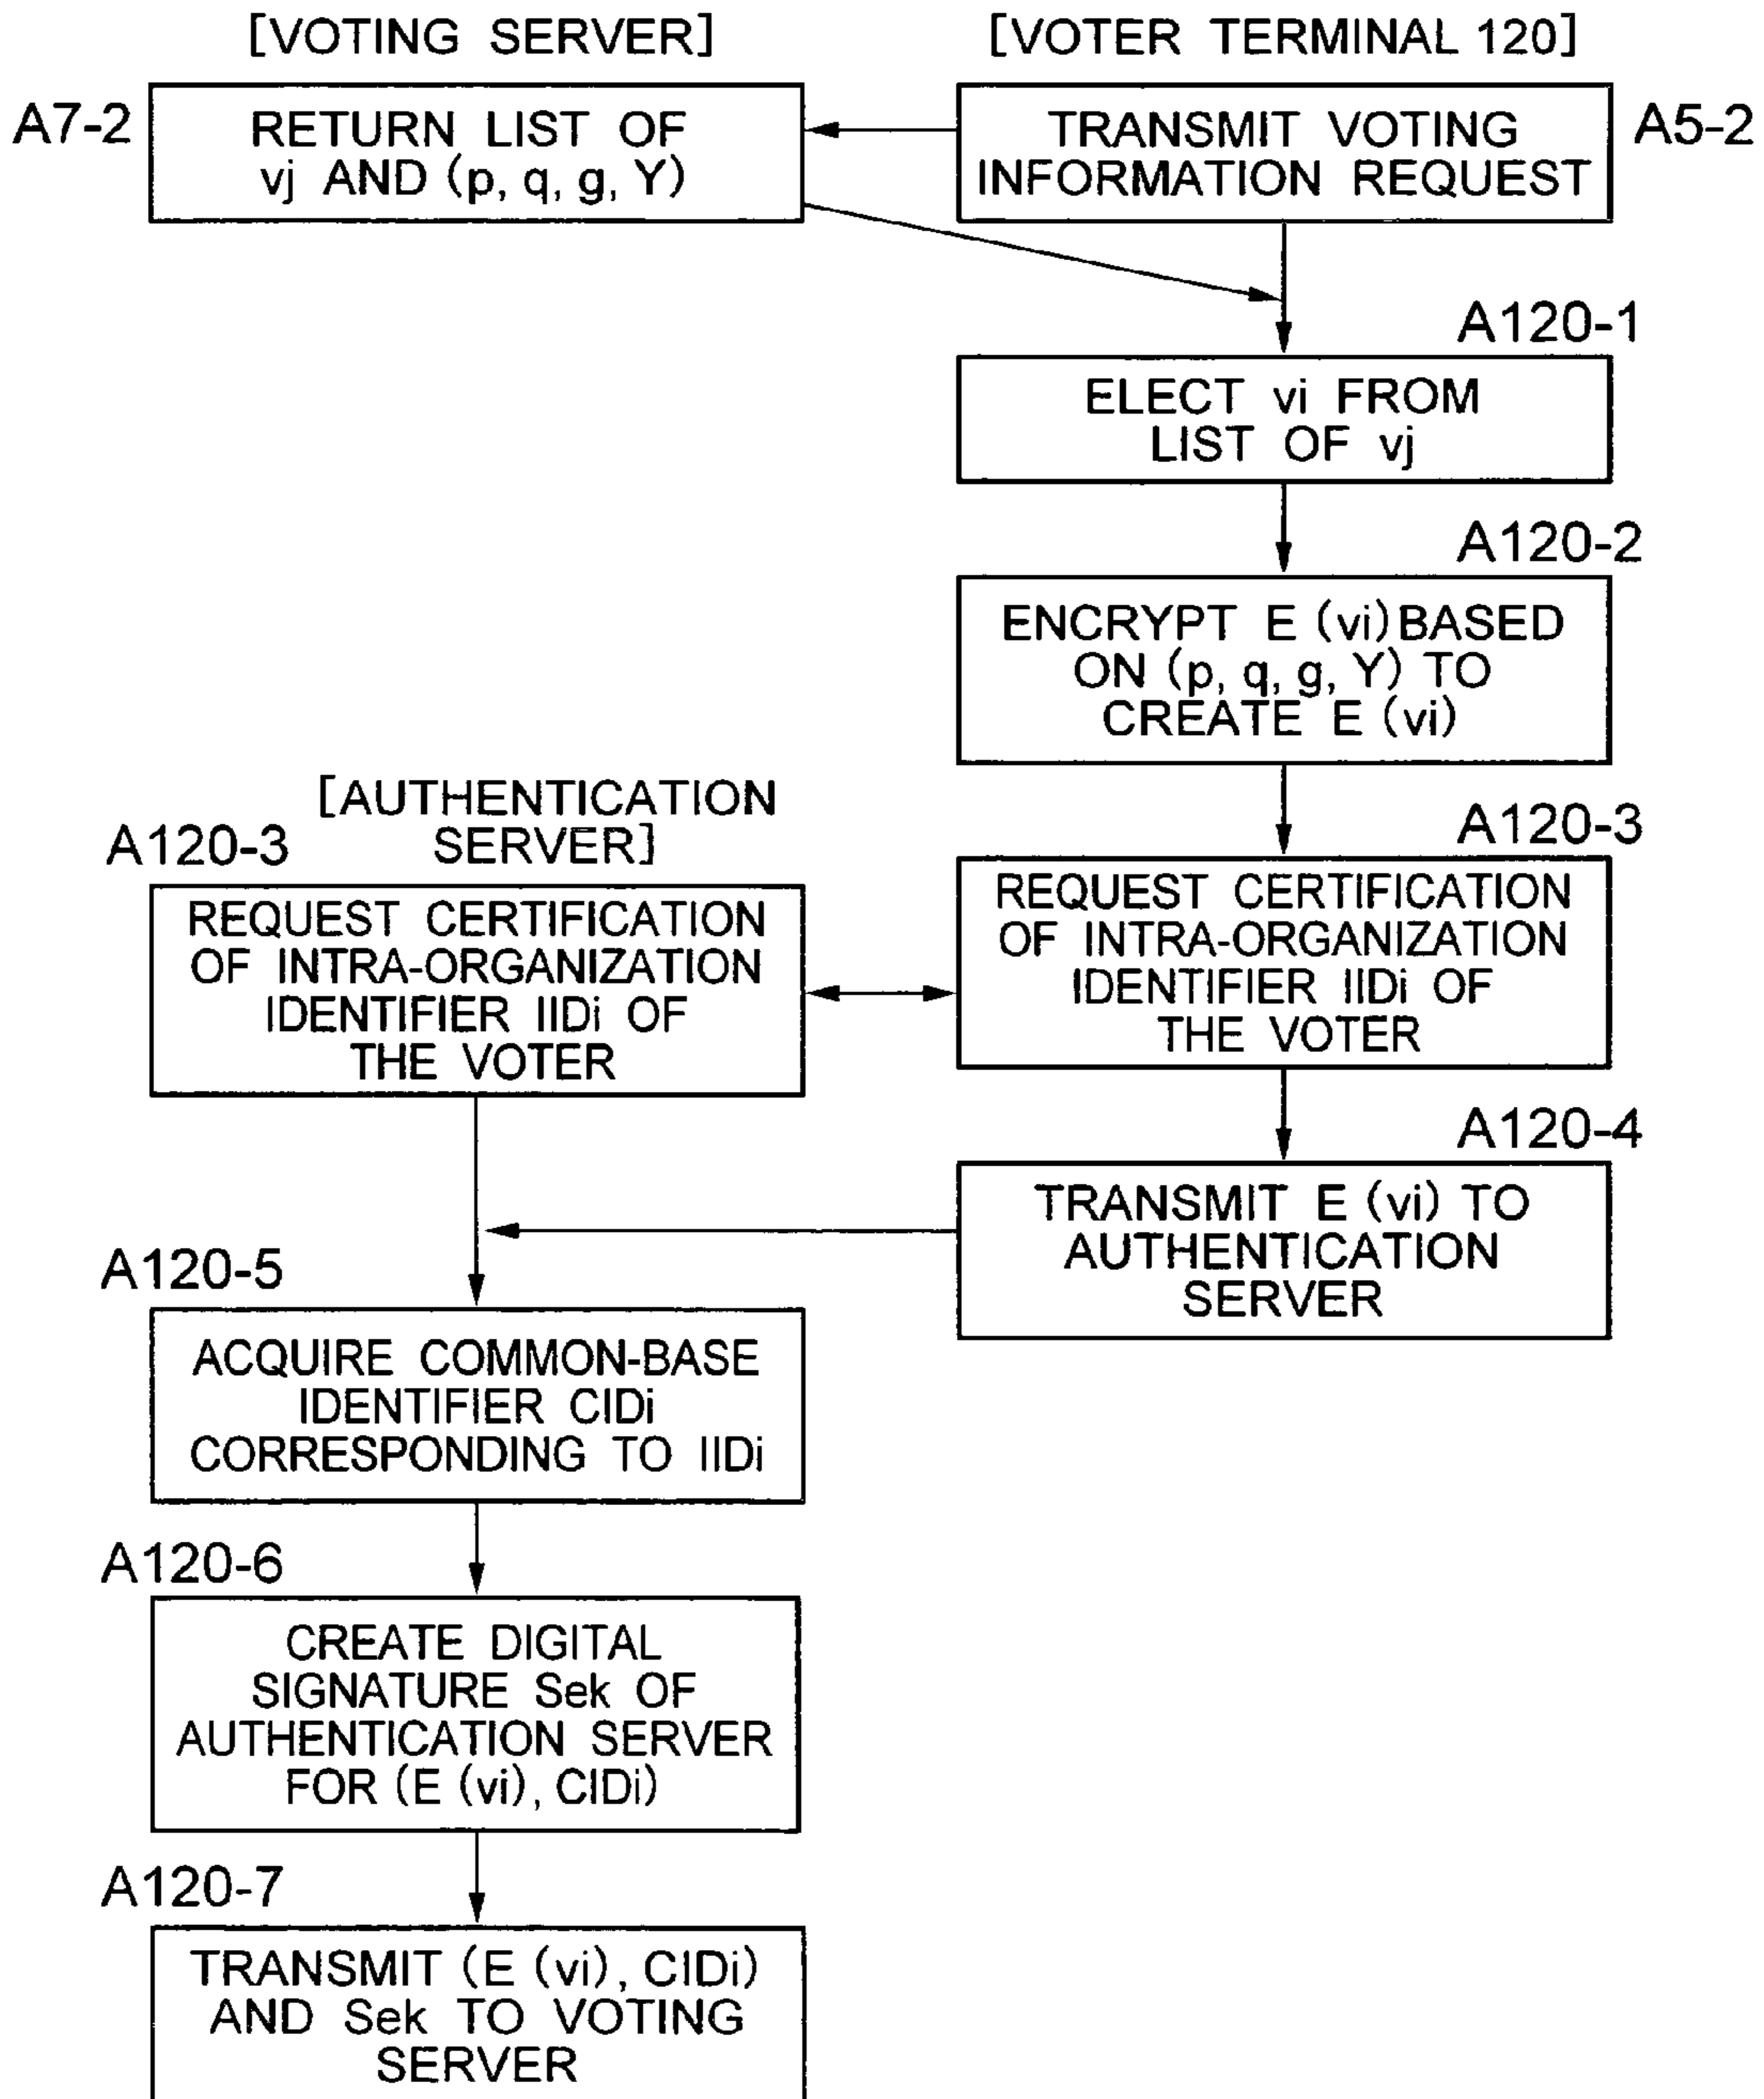 [VOTING SERVER]
[VOTER TERMINAL 120]
A7-2
RETURN LIST OF
vj AND (p, q, g, Y)
TRANSMIT VOTING
INFORMATION REQUEST
A5-2
A120-1
ELECT vi FROM
LIST OF vj
A120-2
ENCRYPT E (vi) BASED
ON (p, q, g, Y) TO
CREATE E (vi)
[AUTHENTICATION
SERVER]
A120-3
REQUEST CERTIFICATION
OF INTRA-ORGANIZATION
IDENTIFIER IIDi OF
THE VOTER
A120-3
REQUEST CERTIFICATION
OF INTRA-ORGANIZATION
IDENTIFIER IIDi OF
THE VOTER
A120-4
TRANSMIT E (vi) TO
AUTHENTICATION
SERVER
A120-5
ACQUIRE COMMON-BASE
IDENTIFIER CIDi
CORRESPONDING TO IIDi
A120-6
CREATE DIGITAL
SIGNATURE Sek OF
AUTHENTICATION SERVER
FOR (E (vi), CIDi)
A120-7
TRANSMIT (E (vi), CIDi)
AND Sek TO VOTING
SERVER